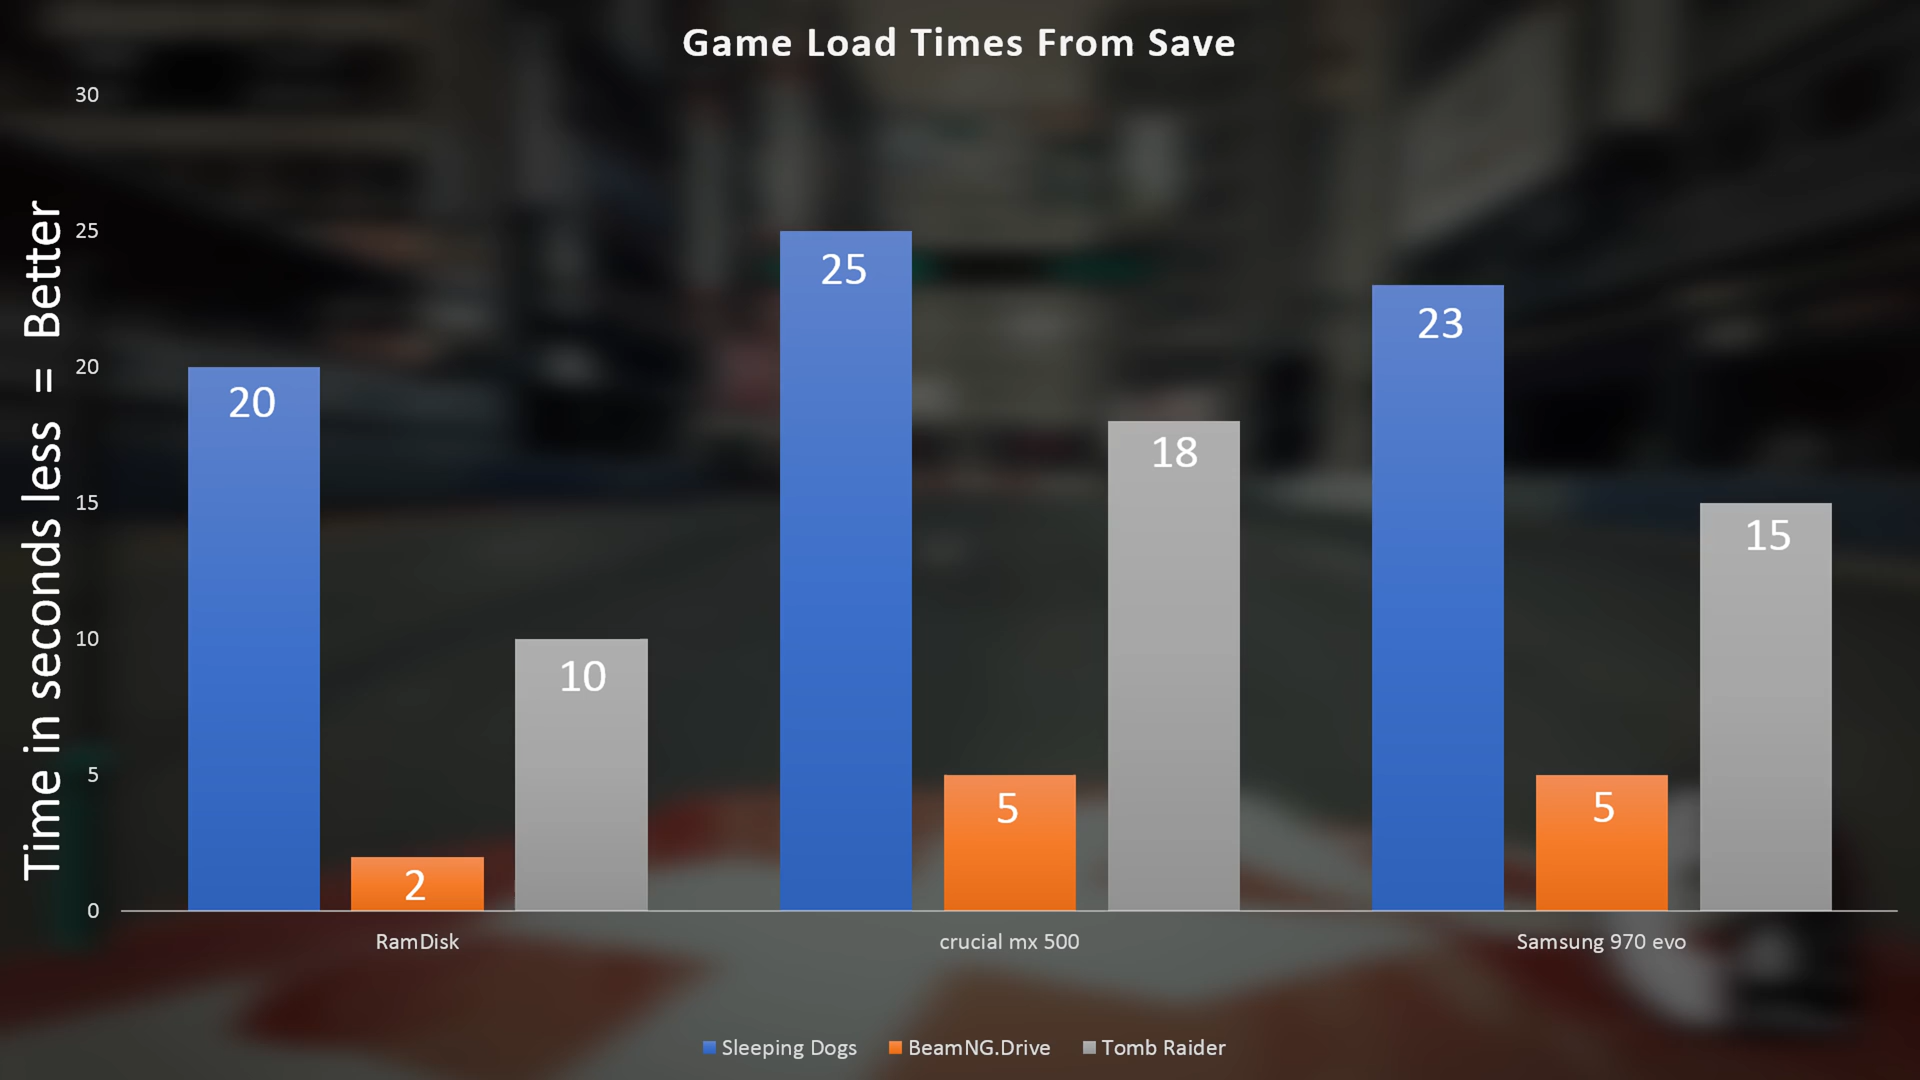 Game Load Times From Save
Time in seconds less = Better
30
25
20
15
10
5
0
20
2
10
25
5
18
23
5
15
RamDisk
crucial mx 500
Samsung 970 evo
Sleeping Dogs
BeamNG.Drive
Tomb Raider